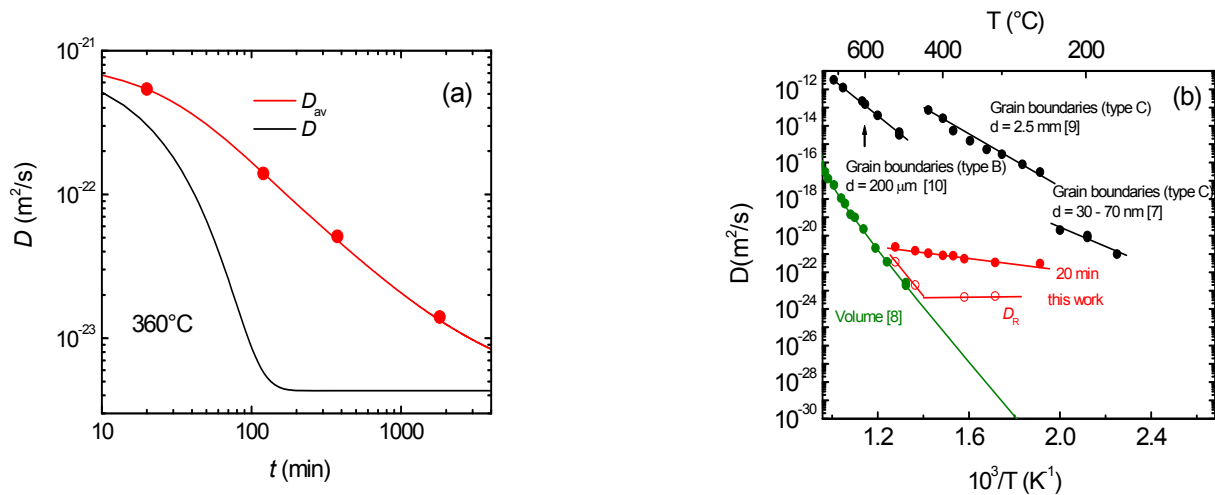 (a)
D_av
D
360°C
10^-21
10^-22
10^-23
D (m²/s)
10
100
1000
t (min)
T (°C)
600
400
200
(b)
Grain boundaries (type C)
d = 2.5 mm [9]
Grain boundaries (type B)
d = 200 μm [10]
Grain boundaries (type C)
d = 30 - 70 nm [7]
20 min
this work
D_R
Volume [8]
10^-12
10^-14
10^-16
10^-18
10^-20
10^-22
10^-24
10^-26
10^-28
10^-30
D(m²/s)
1.2
1.6
2.0
2.4
10³/T (K⁻¹)